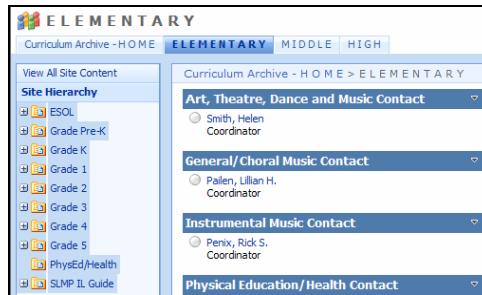 ELEMENTARY
Curriculum Archive - HOME ELEMENTARY MIDDLE HIGH
View All Site Content
Site Hierarchy
ESOL
Grade Pre-K
Grade K
Grade 1
Grade 2
Grade 3
Grade 4
Grade 5
PhysEd/Health
SLMP IL Guide
Curriculum Archive - HOME > ELEMENTARY
Art, Theatre, Dance and Music Contact
Smith, Helen
Coordinator
General/Choral Music Contact
Pailen, Lillian H.
Coordinator
Instrumental Music Contact
Penix, Rick S.
Coordinator
Physical Education/Health Contact